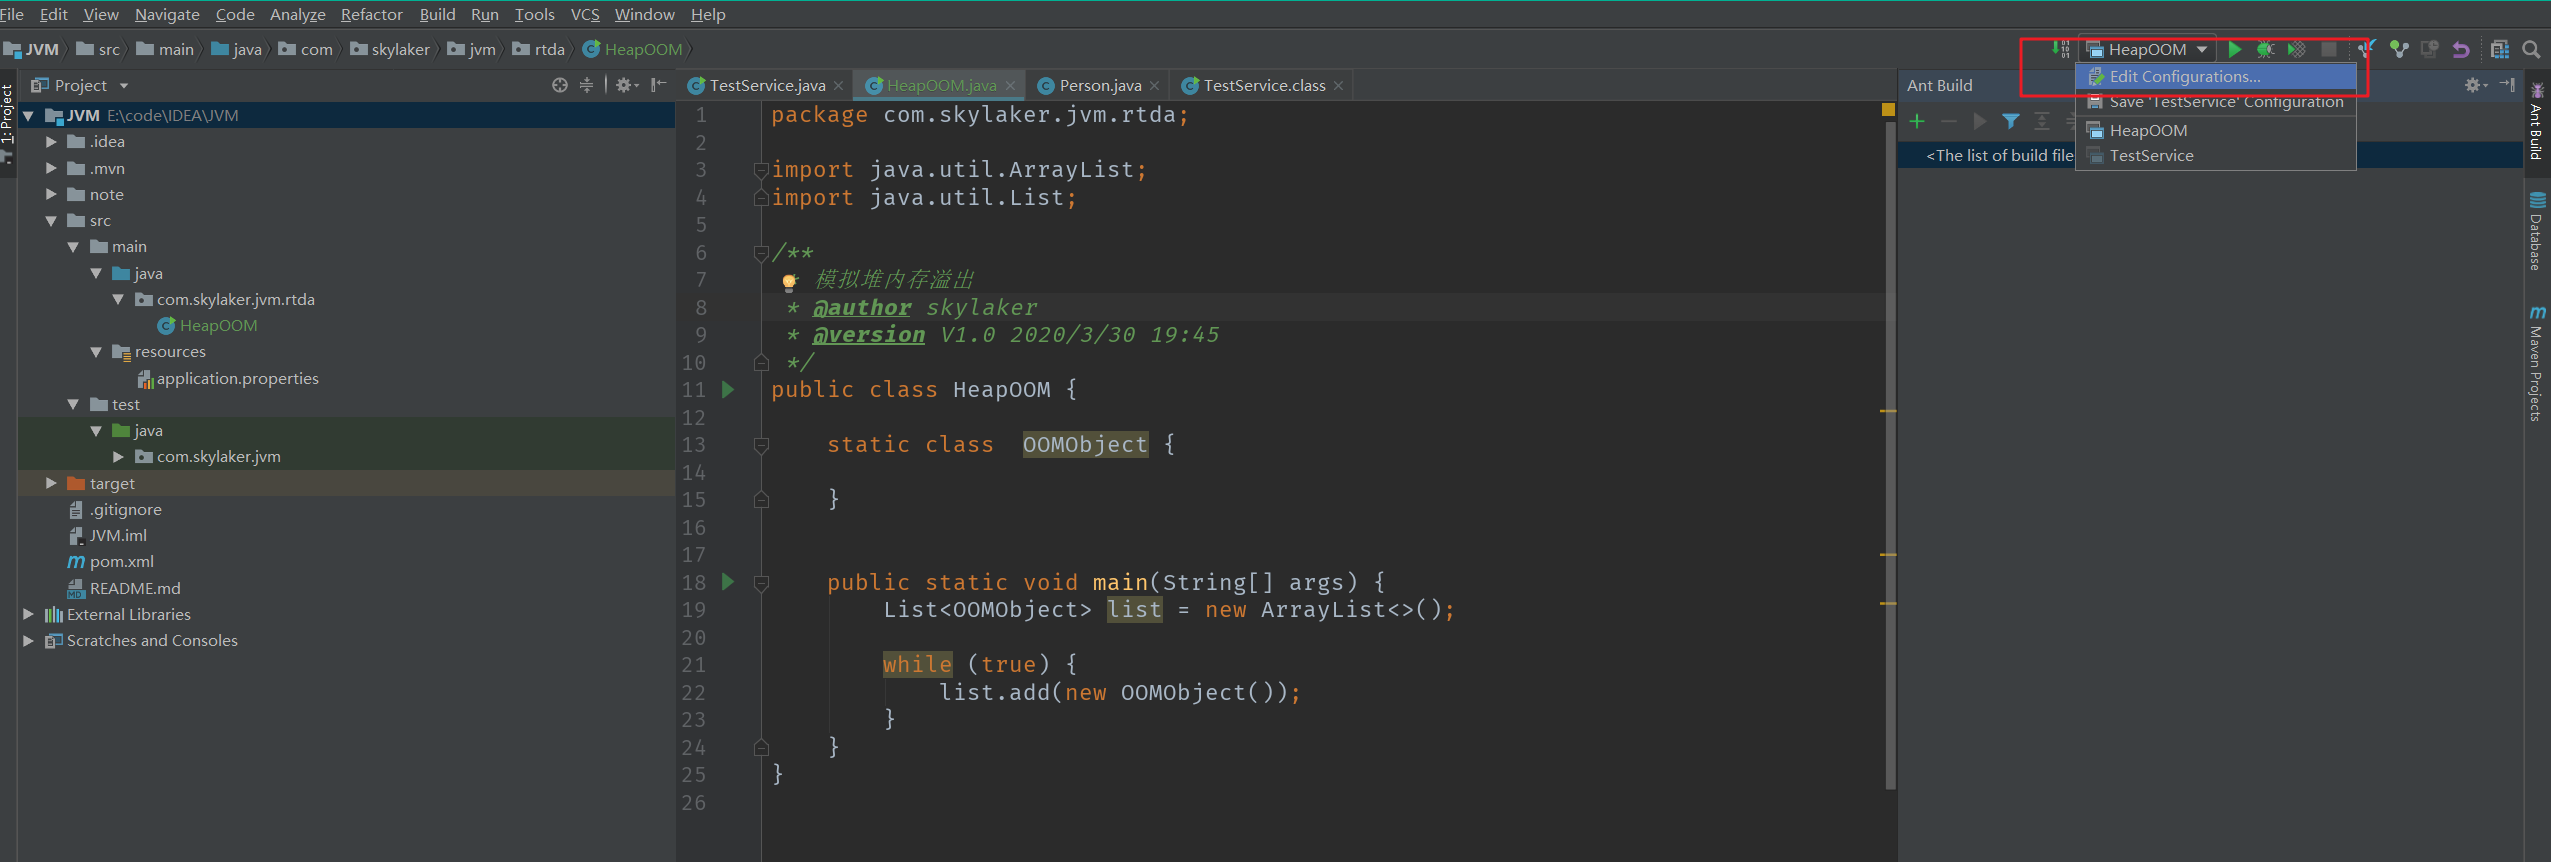 File Edit View Navigate Code Analyze Refactor Build Run Tools VCS Window Help
JVM src main java com skylaker jvm rtda HeapOOM
HeapOOM
Project
TestService.java HeapOOM.java Person.java TestService.class
Ant Build
Edit Configurations...
Save 'TestService' Configuration
HeapOOM
TestService
<The list of build file
1: Project
JVM E:\code\IDEA\JVM
.idea
.mvn
note
src
main
java
com.skylaker.jvm.rtda
HeapOOM
resources
application.properties
test
java
com.skylaker.jvm
target
.gitignore
JVM.iml
pom.xml
README.md
External Libraries
Scratches and Consoles
1 package com.skylaker.jvm.rtda;
2
3 import java.util.ArrayList;
4 import java.util.List;
5
6 /**
7 模拟堆内存溢出
8 * @author skylaker
9 * @version V1.0 2020/3/30 19:45
10 */
11 public class HeapOOM {
12
13 static class OOMObject {
14
15 }
16
17
18 public static void main(String[] args) {
19 List<OOMObject> list = new ArrayList<>();
20
21 while (true) {
22 list.add(new OOMObject());
23 }
24 }
25 }
26
Ant Build
Database
Maven Projects